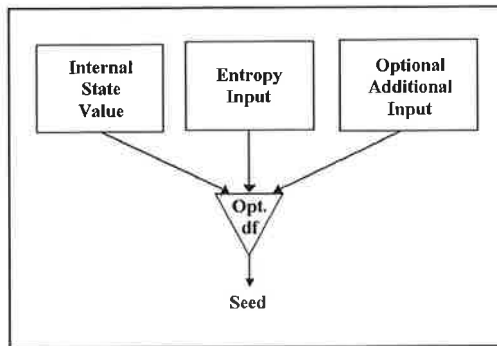 Internal
State
Value
Entropy
Input
Optional
Additional
Input
Opt.
df
Seed